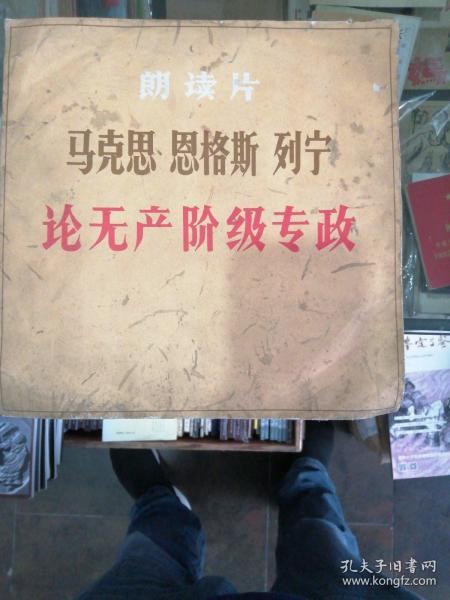 朗读片
马克思 恩格斯 列宁
论无产阶级专政
孔夫子旧书网
www.kongfz.com